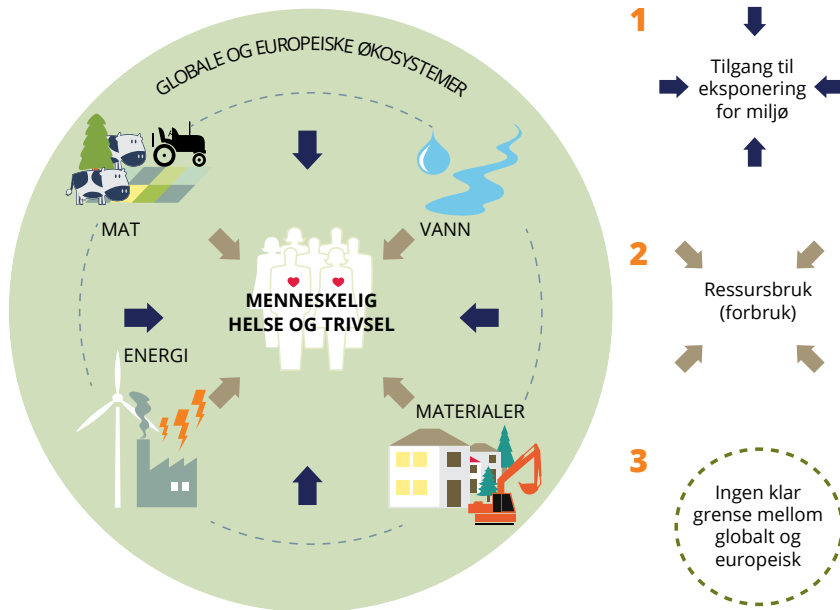 GLOBALE OG EUROPEISKE ØKOSYSTEMER
MAT
VANN
MENNESKELIG
HELSE OG TRIVSEL
ENERGI
MATERIALER
1
Tilgang til
eksponering
for miljø
2
Ressursbruk
(forbruk)
3
Ingen klar
grense mellom
globalt og
europeisk